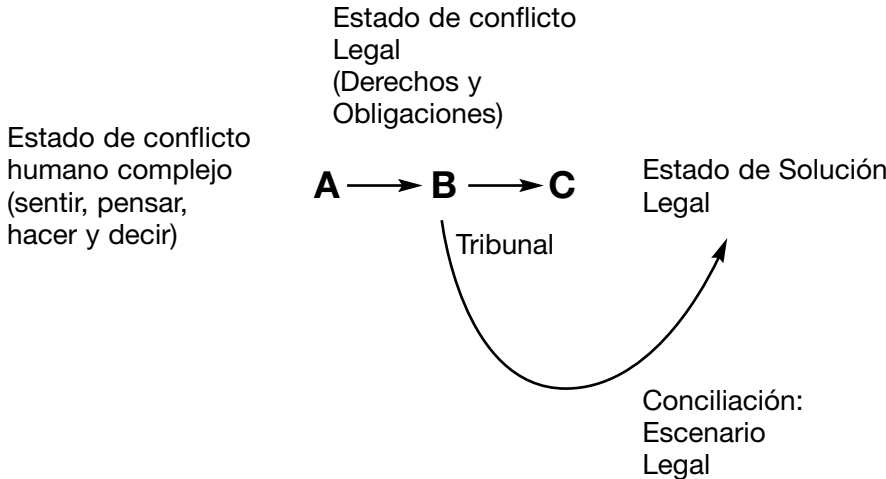 Estado de conflicto
Legal
(Derechos y
Obligaciones)
Estado de conflicto
humano complejo
(sentir, pensar,
hacer y decir)
A B C
Estado de Solución
Legal
Tribunal
Conciliación:
Escenario
Legal